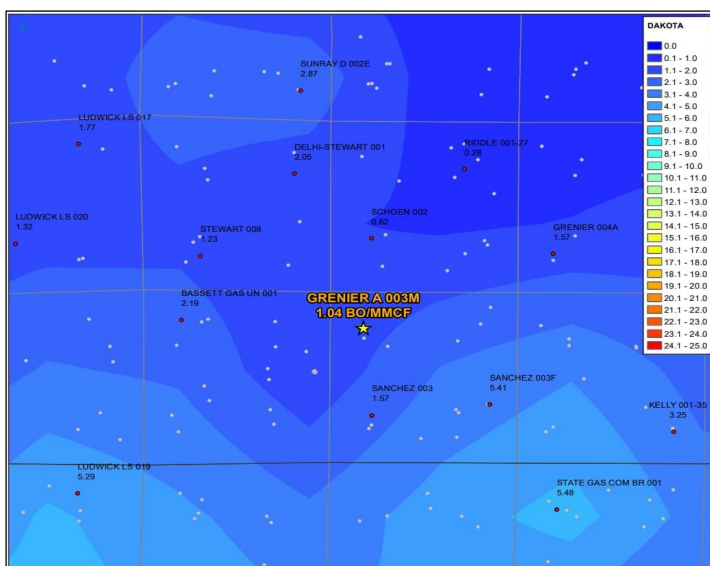 DAKOTA
0.0
0.1 - 1.0
1.1 - 2.0
2.1 - 3.0
3.1 - 4.0
4.1 - 5.0
5.1 - 6.0
6.1 - 7.0
7.1 - 8.0
8.1 - 9.0
9.1 - 10.0
10.1 - 11.0
11.1 - 12.0
12.1 - 13.0
13.1 - 14.0
14.1 - 15.0
15.1 - 16.0
16.1 - 17.0
17.1 - 18.0
18.1 - 19.0
19.1 - 20.0
20.1 - 21.0
21.1 - 22.0
22.1 - 23.0
23.1 - 24.0
24.1 - 25.0
SUNRAY D 002E
2.87
LUDWICK LS 017
1.77
DELHI-STEWART 001
2.05
RIDDLE 001-27
0.28
LUDWICK LS 020
1.32
STEWART 008
1.23
SCHOEN 002
0.62
GRENIER 004A
1.57
BASSETT GAS UN 001
2.19
GRENIER A 003M
1.04 BO/MMCF
SANCHEZ 003
1.57
SANCHEZ 003F
5.41
KELLY 001-35
3.25
LUDWICK LS 019
5.29
STATE GAS COM BR 001
5.48